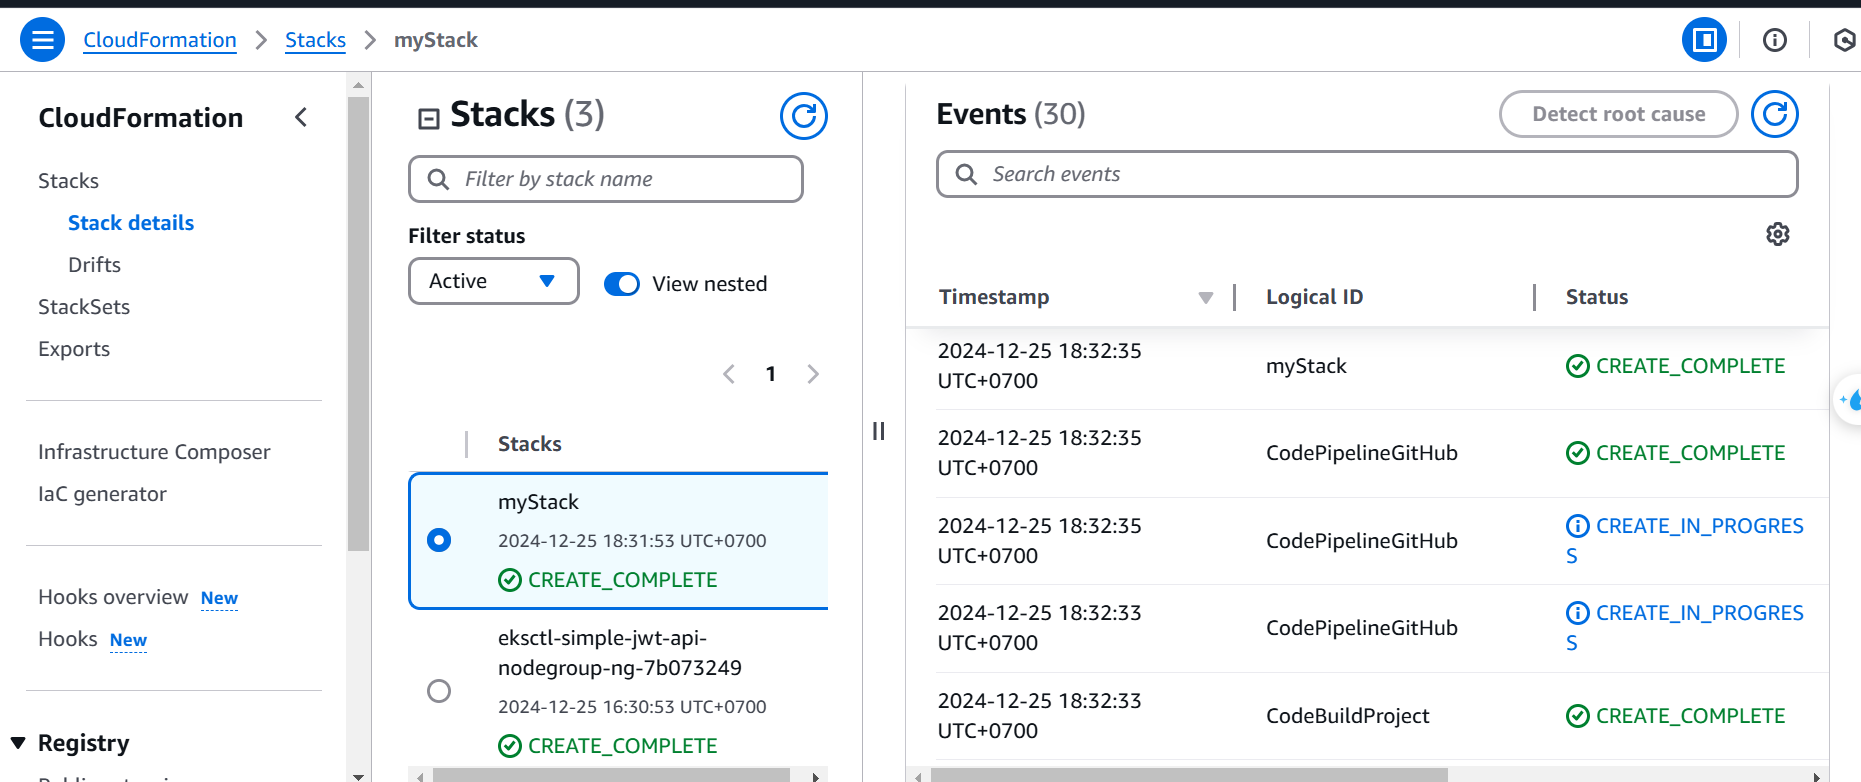 CloudFormation
Stacks
myStack
CloudFormation
Stacks
Stack details
Drifts
StackSets
Exports
Infrastructure Composer
IaC generator
Hooks overview New
Hooks New
Registry
Stacks (3)
Filter by stack name
Filter status
Active
View nested
1
Stacks
myStack
2024-12-25 18:31:53 UTC+0700
CREATE_COMPLETE
eksctl-simple-jwt-api-
nodegroup-ng-7b073249
2024-12-25 16:30:53 UTC+0700
CREATE_COMPLETE
Events (30)
Detect root cause
Search events
Timestamp
Logical ID
Status
2024-12-25 18:32:35
UTC+0700
myStack
CREATE_COMPLETE
2024-12-25 18:32:35
UTC+0700
CodePipelineGitHub
CREATE_COMPLETE
2024-12-25 18:32:35
UTC+0700
CodePipelineGitHub
CREATE_IN_PROGRES
S
2024-12-25 18:32:33
UTC+0700
CodePipelineGitHub
CREATE_IN_PROGRES
S
2024-12-25 18:32:33
UTC+0700
CodeBuildProject
CREATE_COMPLETE